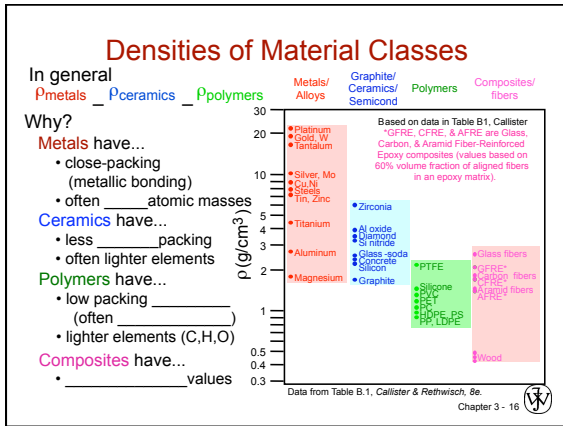 Densities of Material Classes
In general
ρmetals _ ρceramics _ ρpolymers
Why?
Metals have...
• close-packing
(metallic bonding)
• often _____atomic masses
Ceramics have...
• less _______packing
• often lighter elements
Polymers have...
• low packing __________
(often _____________)
• lighter elements (C,H,O)
Composites have...
• ______________values
Metals/
Alloys
Graphite/
Ceramics/
Semicond
Polymers
Composites/
fibers
ρ (g/cm3)
30
20
10
5
4
3
2
1
0.5
0.4
0.3
Based on data in Table B1, Callister
*GFRE, CFRE, & AFRE are Glass,
Carbon, & Aramid Fiber-Reinforced
Epoxy composites (values based on
60% volume fraction of aligned fibers
in an epoxy matrix).
Platinum
Gold, W
Tantalum
Silver, Mo
Cu,Ni
Steels
Tin, Zinc
Titanium
Aluminum
Magnesium
Zirconia
Al oxide
Diamond
Si nitride
Glass -soda
Concrete
Silicon
Graphite
PTFE
Silicone
PVC
PET
PC
HDPE, PS
PP, LDPE
Glass fibers
GFRE*
Carbon fibers
CFRE*
Aramid fibers
AFRE*
Wood
Data from Table B.1, Callister & Rethwisch, 8e.
Chapter 3 - 16